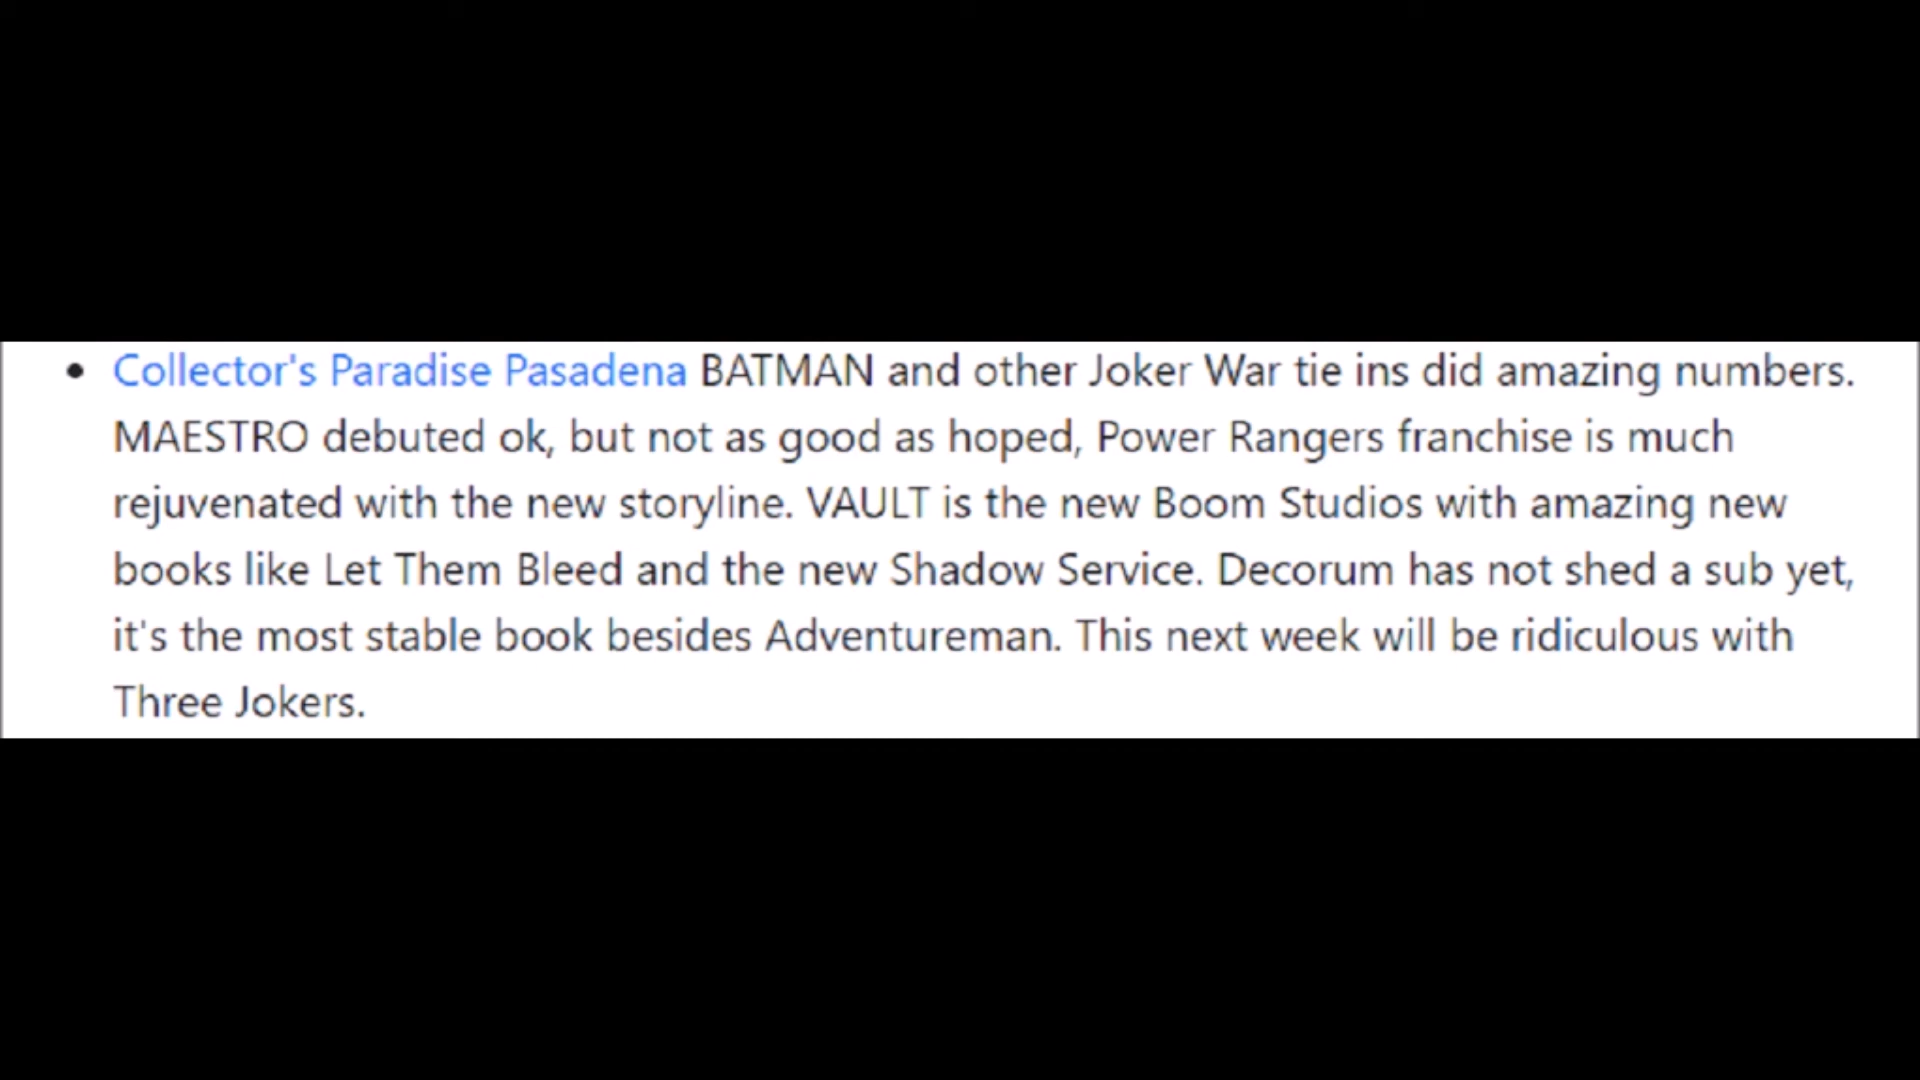 • Collector's Paradise Pasadena BATMAN and other Joker War tie ins did amazing numbers.
MAESTRO debuted ok, but not as good as hoped, Power Rangers franchise is much
rejuvenated with the new storyline. VAULT is the new Boom Studios with amazing new
books like Let Them Bleed and the new Shadow Service. Decorum has not shed a sub yet,
it's the most stable book besides Adventureman. This next week will be ridiculous with
Three Jokers.